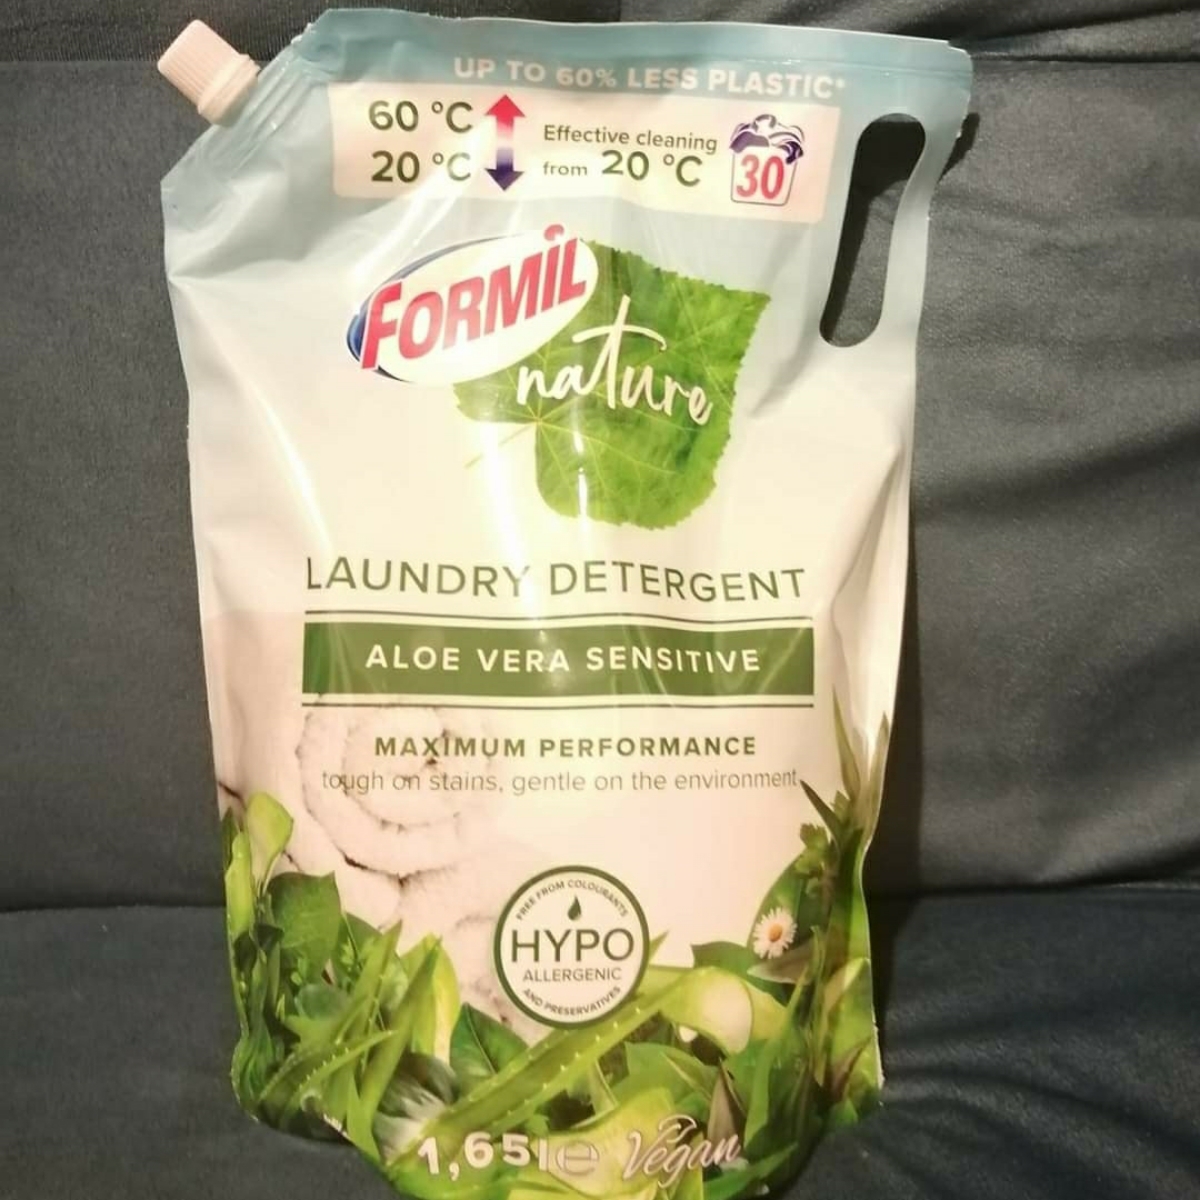 UP TO 60% LESS PLASTIC*
60 °C
20 °C
Effective cleaning
from 20 °C
30
FORMIL
nature
LAUNDRY DETERGENT
ALOE VERA SENSITIVE
MAXIMUM PERFORMANCE
tough on stains, gentle on the environment
FREE FROM COLOURANTS
HYPO
ALLERGENIC
AND PRESERVATIVES
1,65l℮ Vegan